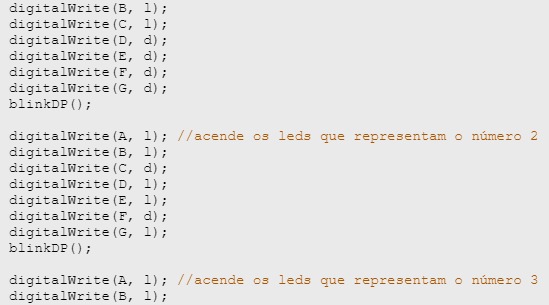 digitalWrite(B, l);
digitalWrite(C, l);
digitalWrite(D, d);
digitalWrite(E, d);
digitalWrite(F, d);
digitalWrite(G, d);
blinkDP();
digitalWrite(A, l); //acende os leds que representam o número 2
digitalWrite(B, l);
digitalWrite(C, d);
digitalWrite(D, l);
digitalWrite(E, l);
digitalWrite(F, d);
digitalWrite(G, l);
blinkDP();
digitalWrite(A, l); //acende os leds que representam o número 3
digitalWrite(B, l);